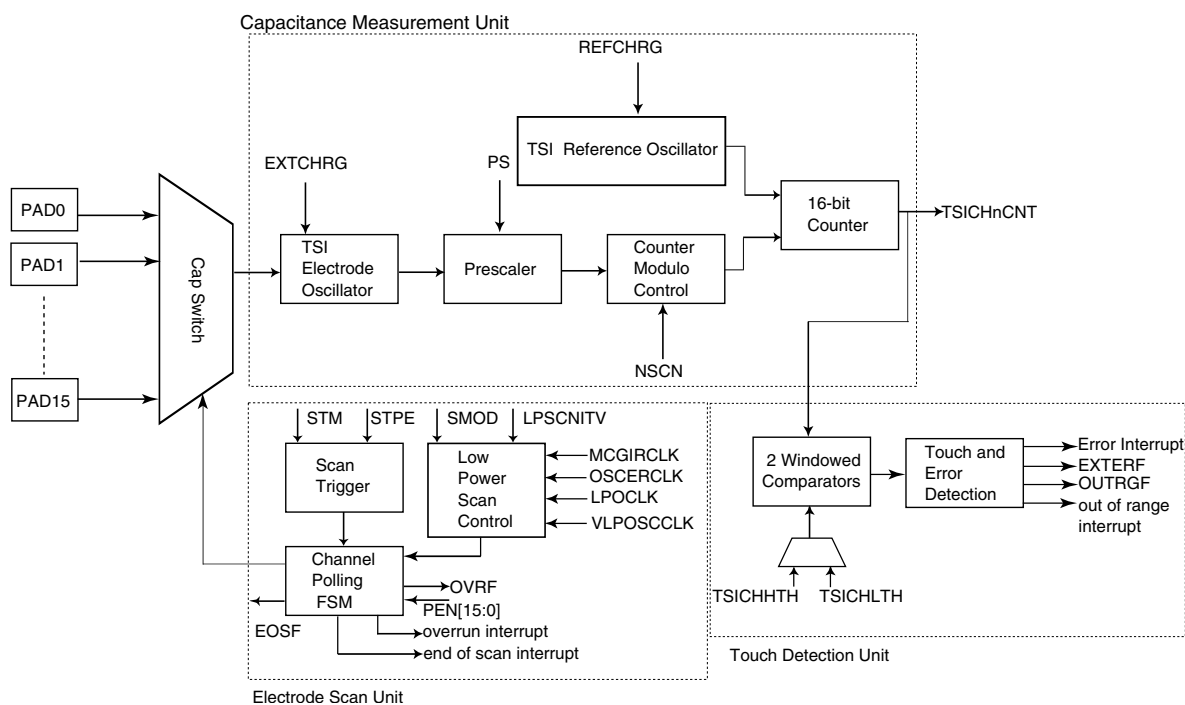 Capacitance Measurement Unit
REFCHRG
TSI Reference Oscillator
EXTCHRG
PS
PAD0
PAD1
PAD15
Cap Switch
TSI
Electrode
Oscillator
Prescaler
Counter
Modulo
Control
16-bit
Counter
TSICHnCNT
NSCN
STM
STPE
SMOD
LPSCNITV
Scan
Trigger
Low
Power
Scan
Control
MCGIRCLK
OSCERCLK
LPOCLK
VLPOSCCLK
Channel
Polling
FSM
OVRF
PEN[15:0]
EOSF
overrun interrupt
end of scan interrupt
Electrode Scan Unit
2 Windowed
Comparators
Touch and
Error
Detection
Error Interrupt
EXTERF
OUTRGF
out of range
interrupt
TSICHHTH
TSICHLTH
Touch Detection Unit